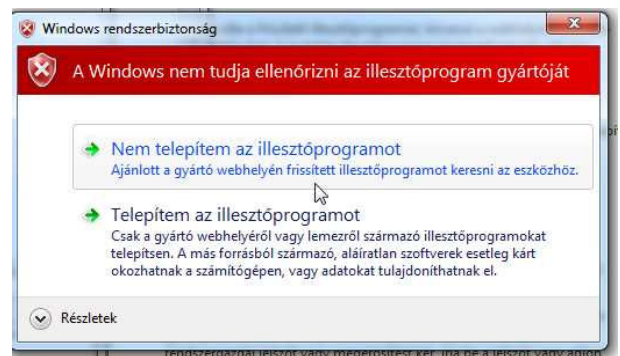 Windows rendszerbiztonság
A Windows nem tudja ellenőrizni az illesztőprogram gyártóját
Nem telepítem az illesztőprogramot
Ajánlott a gyártó webhelyén frissített illesztőprogramot keresni az eszközhöz.
Telepítem az illesztőprogramot
Csak a gyártó webhelyéről vagy lemezről származó illesztőprogramokat
telepítsen. A más forrásból származó, aláíratlan szoftverek esetleg kárt
okozhatnak a számítógépen, vagy adatokat tulajdoníthatnak el.
Részletek